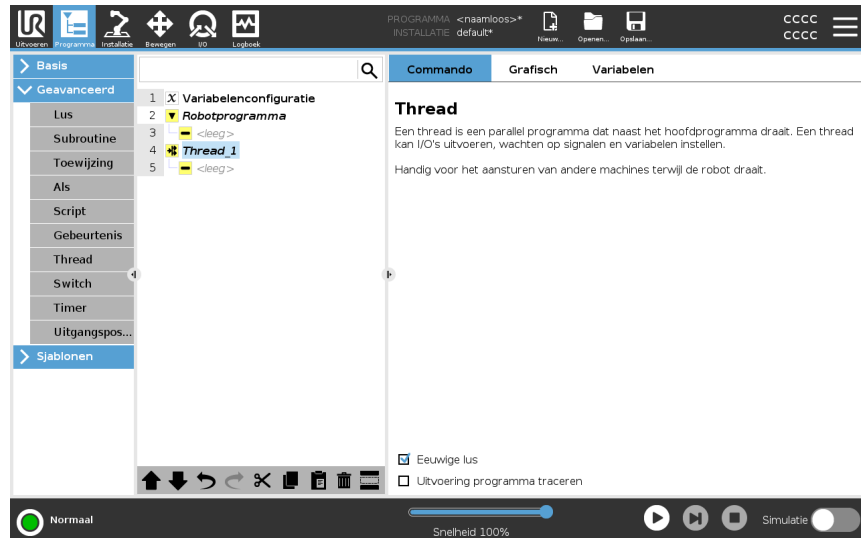 UR
Uitvoeren Programma Installatie Bewegen I/O Logboek
PROGRAMMA <naamloos>*
INSTALLATIE default*
Nieuw... Openen... Opslaan...
CCCC
CCCC
Basis
Geavanceerd
Lus
Subroutine
Toewijzing
Als
Script
Gebeurtenis
Thread
Switch
Timer
Uitgangspos...
Sjablonen
1 X Variabelenconfiguratie
2 Robotprogramma
3 <leeg>
4 Thread_1
5 <leeg>
Commando Grafisch Variabelen
Thread
Een thread is een parallel programma dat naast het hoofdprogramma draait. Een thread
kan I/O's uitvoeren, wachten op signalen en variabelen instellen.
Handig voor het aansturen van andere machines terwijl de robot draait.
Eeuwige lus
Uitvoering programma traceren
Normaal
Snelheid 100%
Simulatie